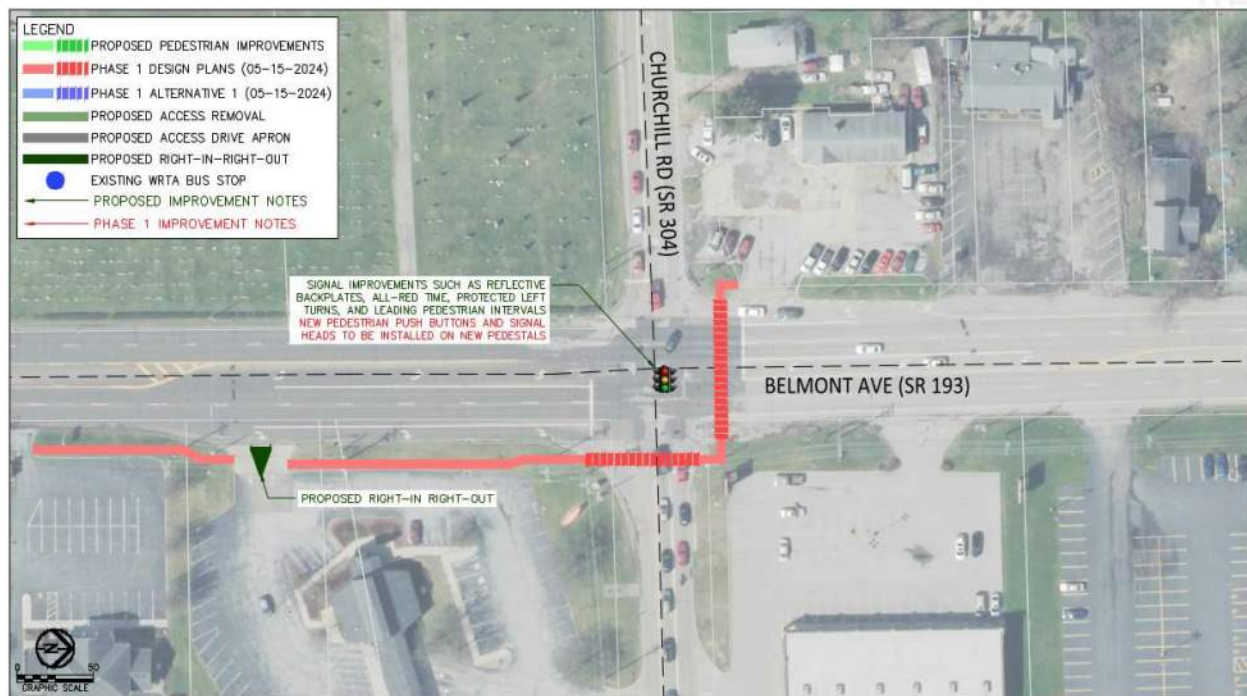 LEGEND
PROPOSED PEDESTRIAN IMPROVEMENTS
PHASE 1 DESIGN PLANS (05-15-2024)
PHASE 1 ALTERNATIVE 1 (05-15-2024)
PROPOSED ACCESS REMOVAL
PROPOSED ACCESS DRIVE APRON
PROPOSED RIGHT-IN-RIGHT-OUT
EXISTING WRTA BUS STOP
PROPOSED IMPROVEMENT NOTES
PHASE 1 IMPROVEMENT NOTES
CHURCHILL RD (SR 304)
SIGNAL IMPROVEMENTS SUCH AS REFLECTIVE
BACKPLATES, ALL-RED TIME, PROTECTED LEFT
TURNS, AND LEADING PEDESTRIAN INTERVALS
NEW PEDESTRIAN PUSH BUTTONS AND SIGNAL
HEADS TO BE INSTALLED ON NEW PEDESTALS
BELMONT AVE (SR 193)
PROPOSED RIGHT-IN RIGHT-OUT
N
0 50
GRAPHIC SCALE